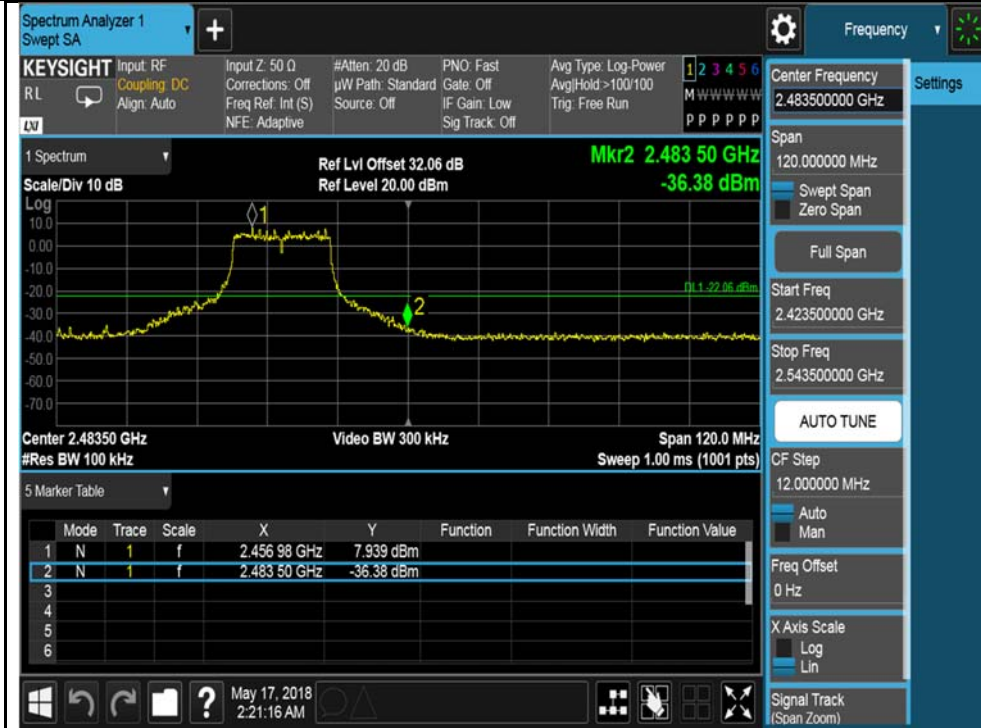 Spectrum Analyzer 1
Swept SA
Frequency
KEYSIGHT
RL
LXI
Input: RF
Coupling: DC
Align: Auto
Input Z: 50 Ω
Corrections: Off
Freq Ref: Int (S)
NFE: Adaptive
#Atten: 20 dB
µW Path: Standard
Source: Off
PNO: Fast
Gate: Off
IF Gain: Low
Sig Track: Off
Avg Type: Log-Power
Avg|Hold:>100/100
Trig: Free Run
1 2 3 4 5 6
M W W W W W
P P P P P P
1 Spectrum
Scale/Div 10 dB
Ref Lvl Offset 32.06 dB
Ref Level 20.00 dBm
Mkr2 2.483 50 GHz
-36.38 dBm
Log
10.0
0.00
-10.0
-20.0
-30.0
-40.0
-50.0
-60.0
-70.0
1
2
DL1 -22.06 dBm
Center 2.48350 GHz
#Res BW 100 kHz
Video BW 300 kHz
Span 120.0 MHz
Sweep 1.00 ms (1001 pts)
5 Marker Table
Mode Trace Scale X Y Function Function Width Function Value
1 N 1 f 2.456 98 GHz 7.939 dBm
2 N 1 f 2.483 50 GHz -36.38 dBm
3
4
5
6
?
May 17, 2018
2:21:16 AM
Center Frequency
2.483500000 GHz
Span
120.000000 MHz
Swept Span
Zero Span
Full Span
Start Freq
2.423500000 GHz
Stop Freq
2.543500000 GHz
AUTO TUNE
CF Step
12.000000 MHz
Auto
Man
Freq Offset
0 Hz
X Axis Scale
Log
Lin
Signal Track
(Span Zoom)
Settings